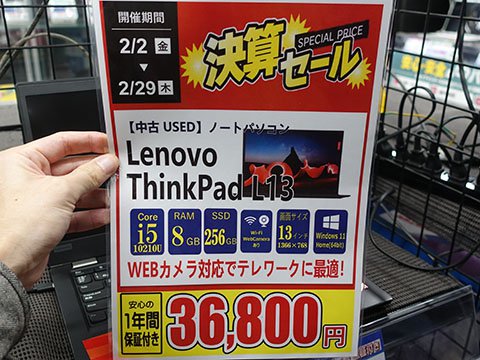 開催期間
2/2 金
▼
2/29 木
SPECIAL PRICE
決算セール
【中古 USED】ノートパソコン
Lenovo
ThinkPad L13
Core
i5
10210U
RAM
8GB
SSD
256GB
Wi-Fi
WebCamera
あり
画面サイズ
13インチ
1366×768
Windows 11
Home(64bit)
WEBカメラ対応でテレワークに最適!
安心の
1年間
保証付き
36,800円